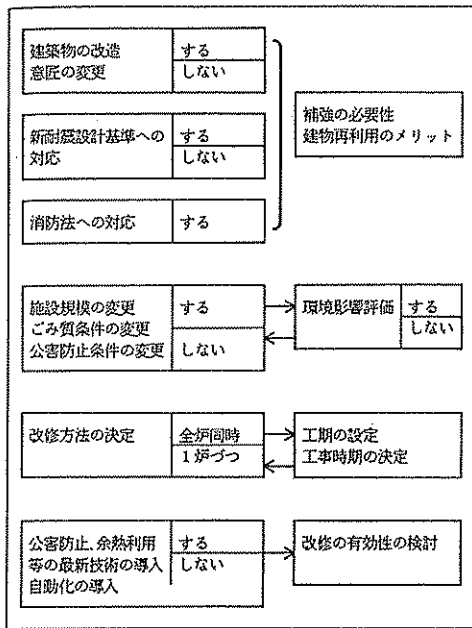 建築物の改造
意匠の変更
する
しない
新耐震設計基準への
対応
する
しない
消防法への対応
する
補強の必要性
建物再利用のメリット
施設規模の変更
ごみ質条件の変更
公害防止条件の変更
する
しない
環境影響評価
する
しない
改修方法の決定
全炉同時
1炉づつ
工期の設定
工事時期の決定
公害防止、余熱利用
等の最新技術の導入
自動化の導入
する
しない
改修の有効性の検討